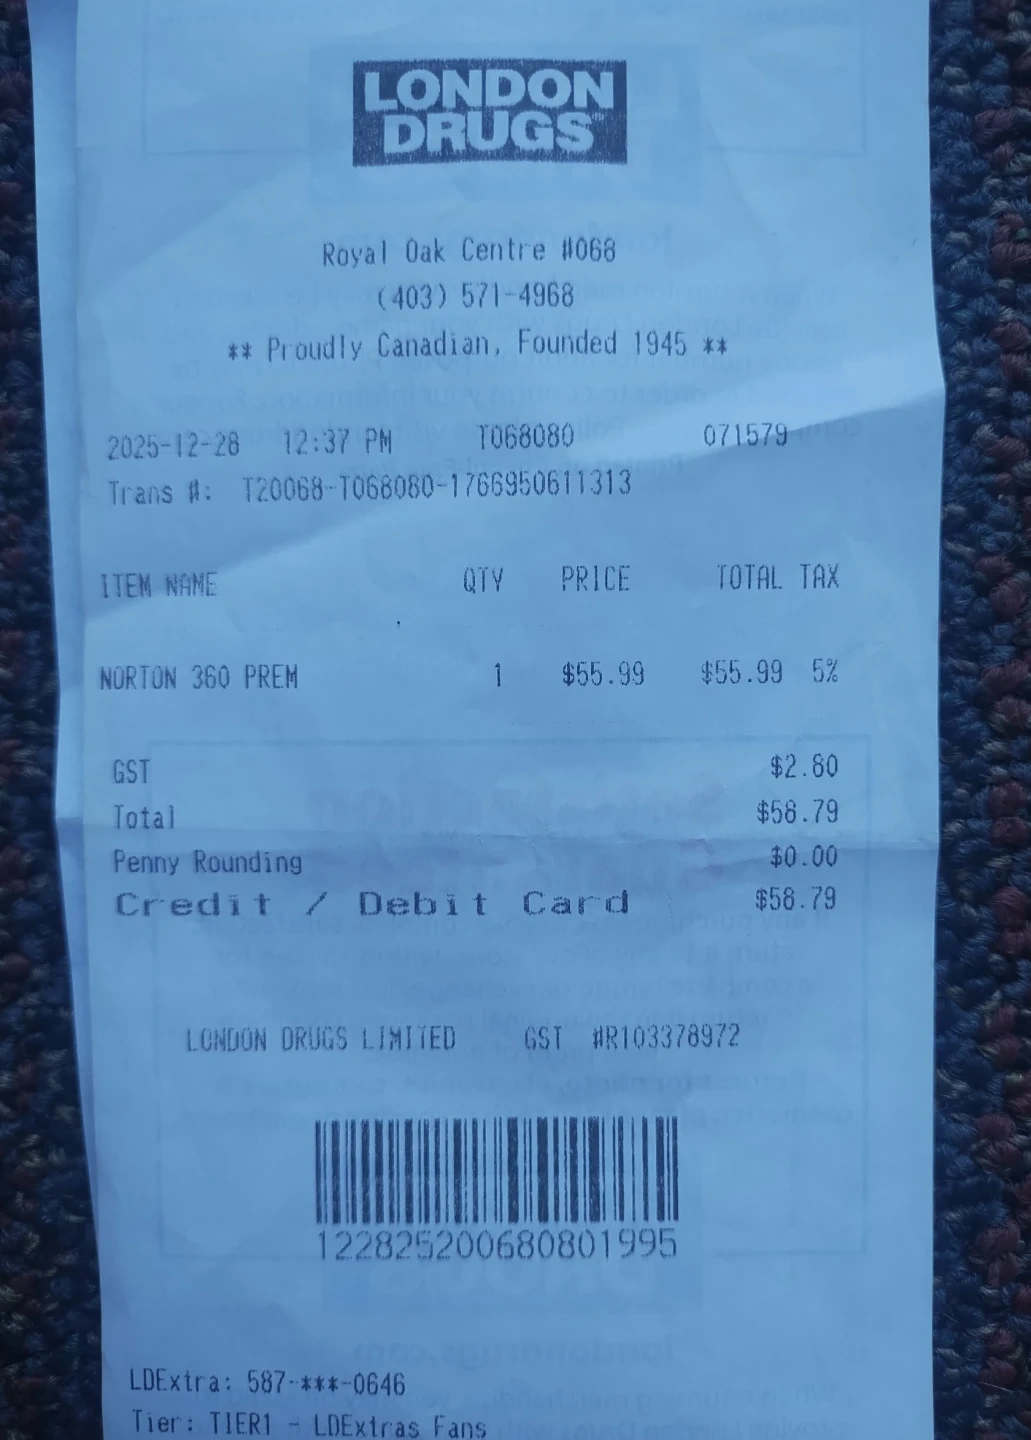 LONDON
DRUGS
Royal Oak Centre #068
(403) 571-4968
** Proudly Canadian, Founded 1945 **
2025-12-28 12:37 PM T068080 071579
Trans #: T20068-T068080-1766950611313
ITEM NAME QTY PRICE TOTAL TAX
NORTON 360 PREM 1 $55.99 $55.99 5%
GST $2.80
Total $58.79
Penny Rounding $0.00
Credit / Debit Card $58.79
LONDON DRUGS LIMITED GST #R103378972
122825200680801995
LDExtra: 587-***-0646
Tier: TIER1 - LDExtras Fans